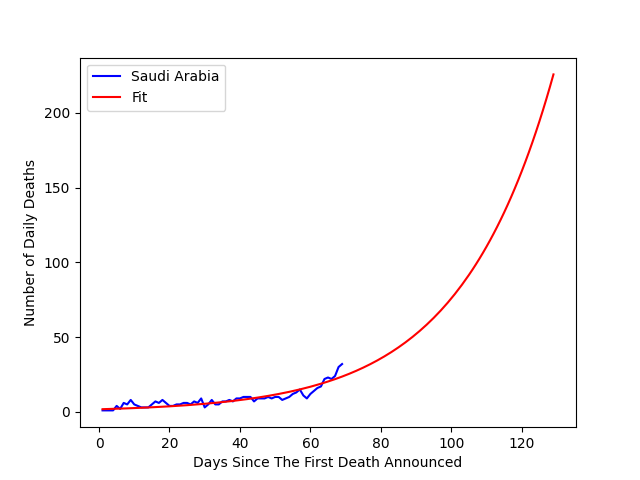 Saudi Arabia
Fit
Number of Daily Deaths
200
150
100
50
0
0 20 40 60 80 100 120
Days Since The First Death Announced